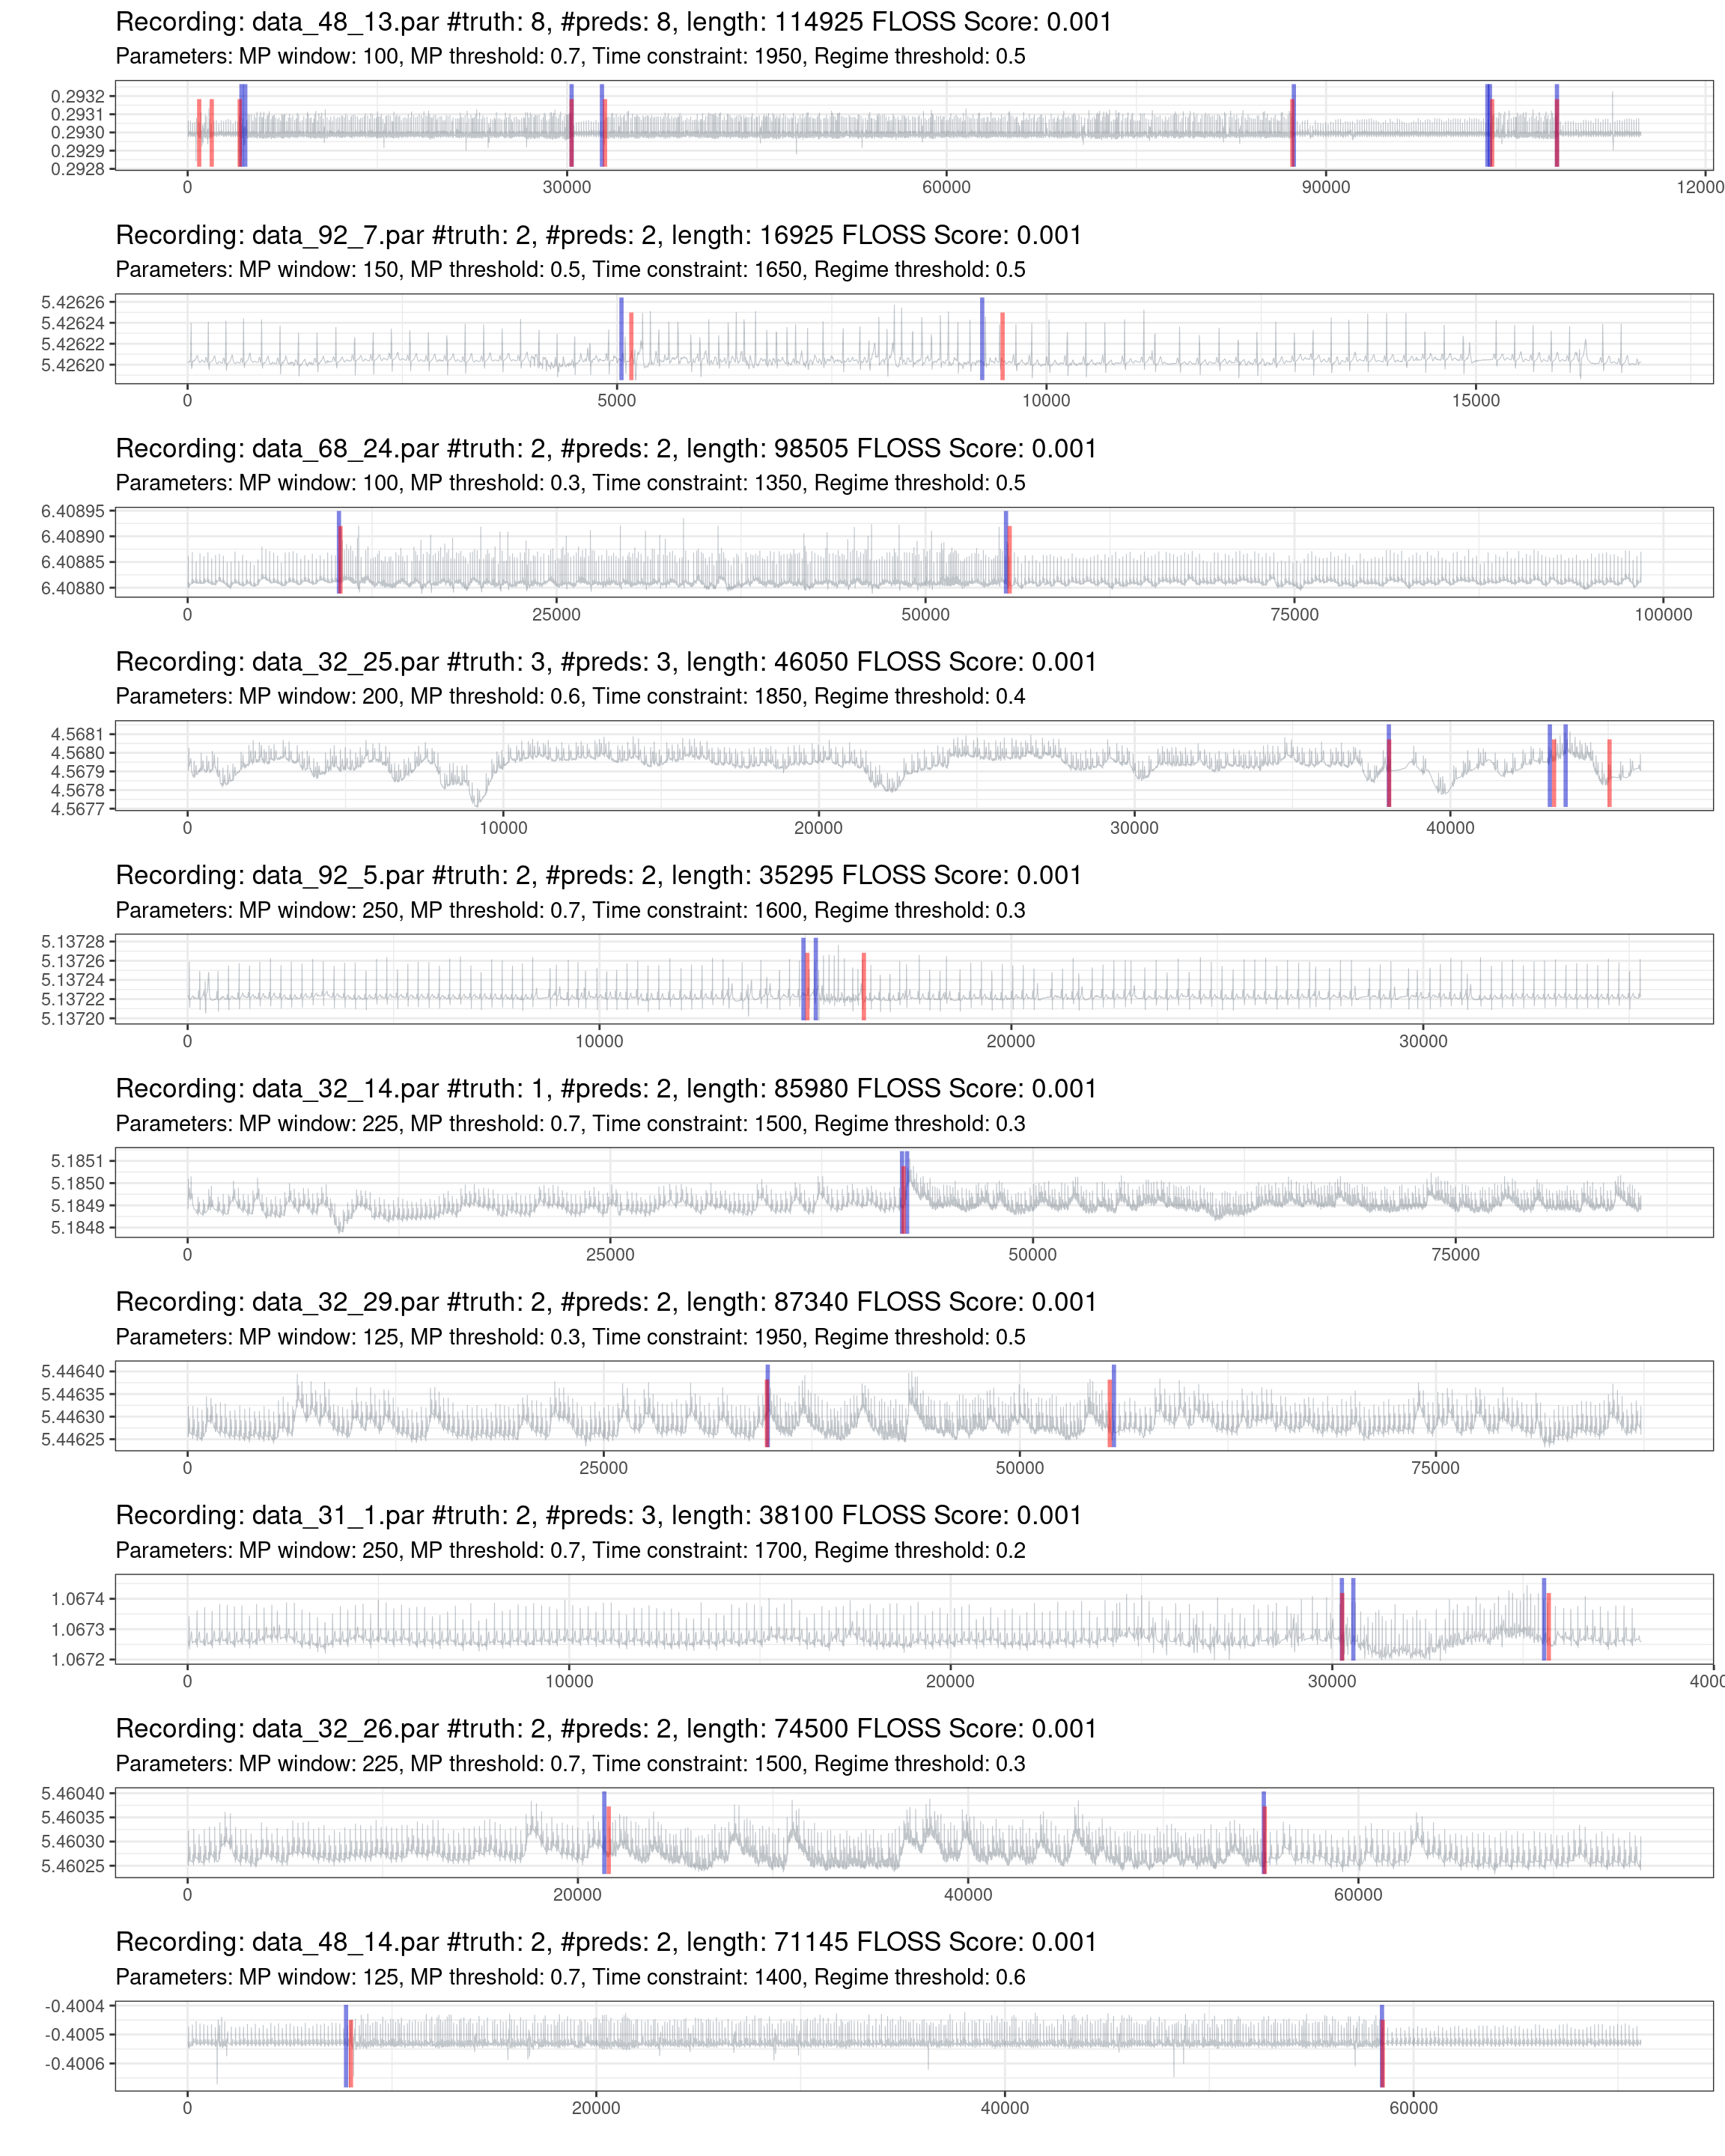 Recording: data_48_13.par #truth: 8, #preds: 8, length: 114925 FLOSS Score: 0.001
Parameters: MP window: 100, MP threshold: 0.7, Time constraint: 1950, Regime threshold: 0.5
0.2932
0.2931
0.2930
0.2929
0.2928
0 30000 60000 90000 12000
Recording: data_92_7.par #truth: 2, #preds: 2, length: 16925 FLOSS Score: 0.001
Parameters: MP window: 150, MP threshold: 0.5, Time constraint: 1650, Regime threshold: 0.5
5.42626
5.42624
5.42622
5.42620
0 5000 10000 15000
Recording: data_68_24.par #truth: 2, #preds: 2, length: 98505 FLOSS Score: 0.001
Parameters: MP window: 100, MP threshold: 0.3, Time constraint: 1350, Regime threshold: 0.5
6.40895
6.40890
6.40885
6.40880
0 25000 50000 75000 100000
Recording: data_32_25.par #truth: 3, #preds: 3, length: 46050 FLOSS Score: 0.001
Parameters: MP window: 200, MP threshold: 0.6, Time constraint: 1850, Regime threshold: 0.4
4.5681
4.5680
4.5679
4.5678
4.5677
0 10000 20000 30000 40000
Recording: data_92_5.par #truth: 2, #preds: 2, length: 35295 FLOSS Score: 0.001
Parameters: MP window: 250, MP threshold: 0.7, Time constraint: 1600, Regime threshold: 0.3
5.13728
5.13726
5.13724
5.13722
5.13720
0 10000 20000 30000
Recording: data_32_14.par #truth: 1, #preds: 2, length: 85980 FLOSS Score: 0.001
Parameters: MP window: 225, MP threshold: 0.7, Time constraint: 1500, Regime threshold: 0.3
5.1851
5.1850
5.1849
5.1848
0 25000 50000 75000
Recording: data_32_29.par #truth: 2, #preds: 2, length: 87340 FLOSS Score: 0.001
Parameters: MP window: 125, MP threshold: 0.3, Time constraint: 1950, Regime threshold: 0.5
5.44640
5.44635
5.44630
5.44625
0 25000 50000 75000
Recording: data_31_1.par #truth: 2, #preds: 3, length: 38100 FLOSS Score: 0.001
Parameters: MP window: 250, MP threshold: 0.7, Time constraint: 1700, Regime threshold: 0.2
1.0674
1.0673
1.0672
0 10000 20000 30000 4000
Recording: data_32_26.par #truth: 2, #preds: 2, length: 74500 FLOSS Score: 0.001
Parameters: MP window: 225, MP threshold: 0.7, Time constraint: 1500, Regime threshold: 0.3
5.46040
5.46035
5.46030
5.46025
0 20000 40000 60000
Recording: data_48_14.par #truth: 2, #preds: 2, length: 71145 FLOSS Score: 0.001
Parameters: MP window: 125, MP threshold: 0.7, Time constraint: 1400, Regime threshold: 0.6
-0.4004
-0.4005
-0.4006
0 20000 40000 60000